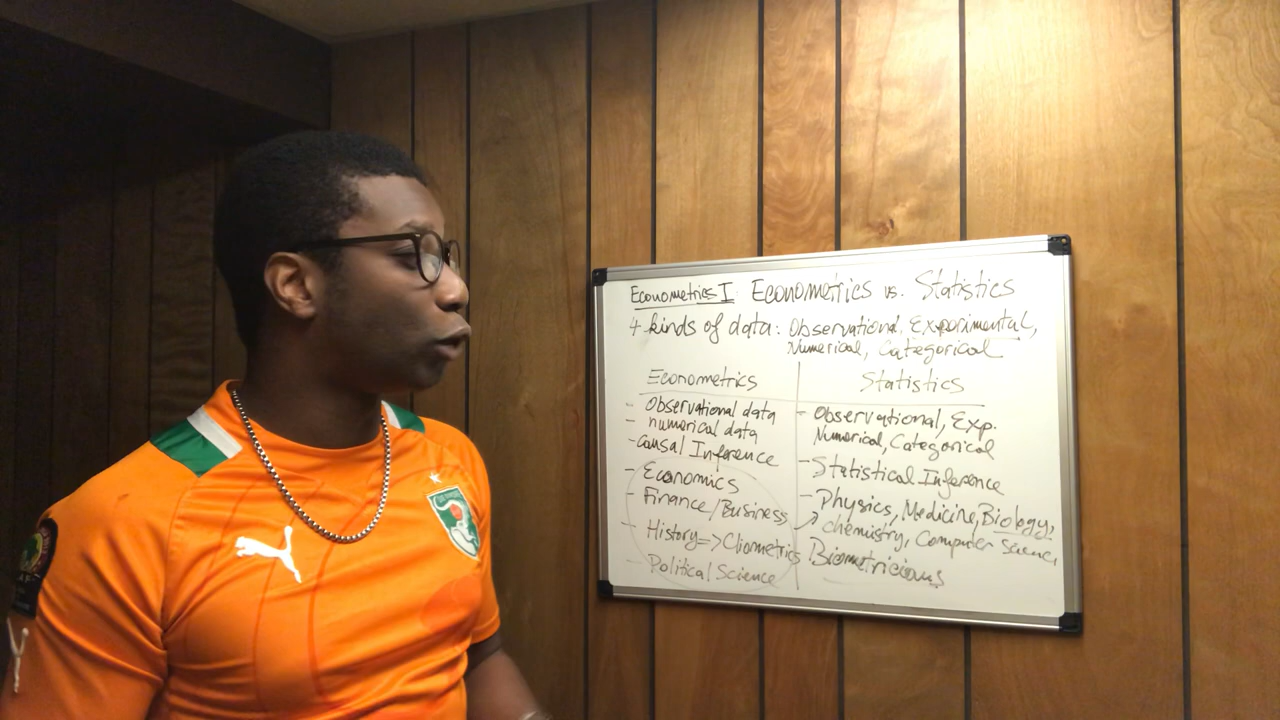 Econometrics I: Econometrics vs. Statistics
4 kinds of data: Observational, Experimental,
Numerical, Categorical
Econometrics
- Observational data
- numerical data
- Causal Inference
- Economics
- Finance/Business
- History => Cliometrics
- Political Science
Statistics
- Observational, Exp.
Numerical, Categorical
- Statistical Inference
- Physics, Medicine, Biology,
chemistry, Computer Science,
Biometricians